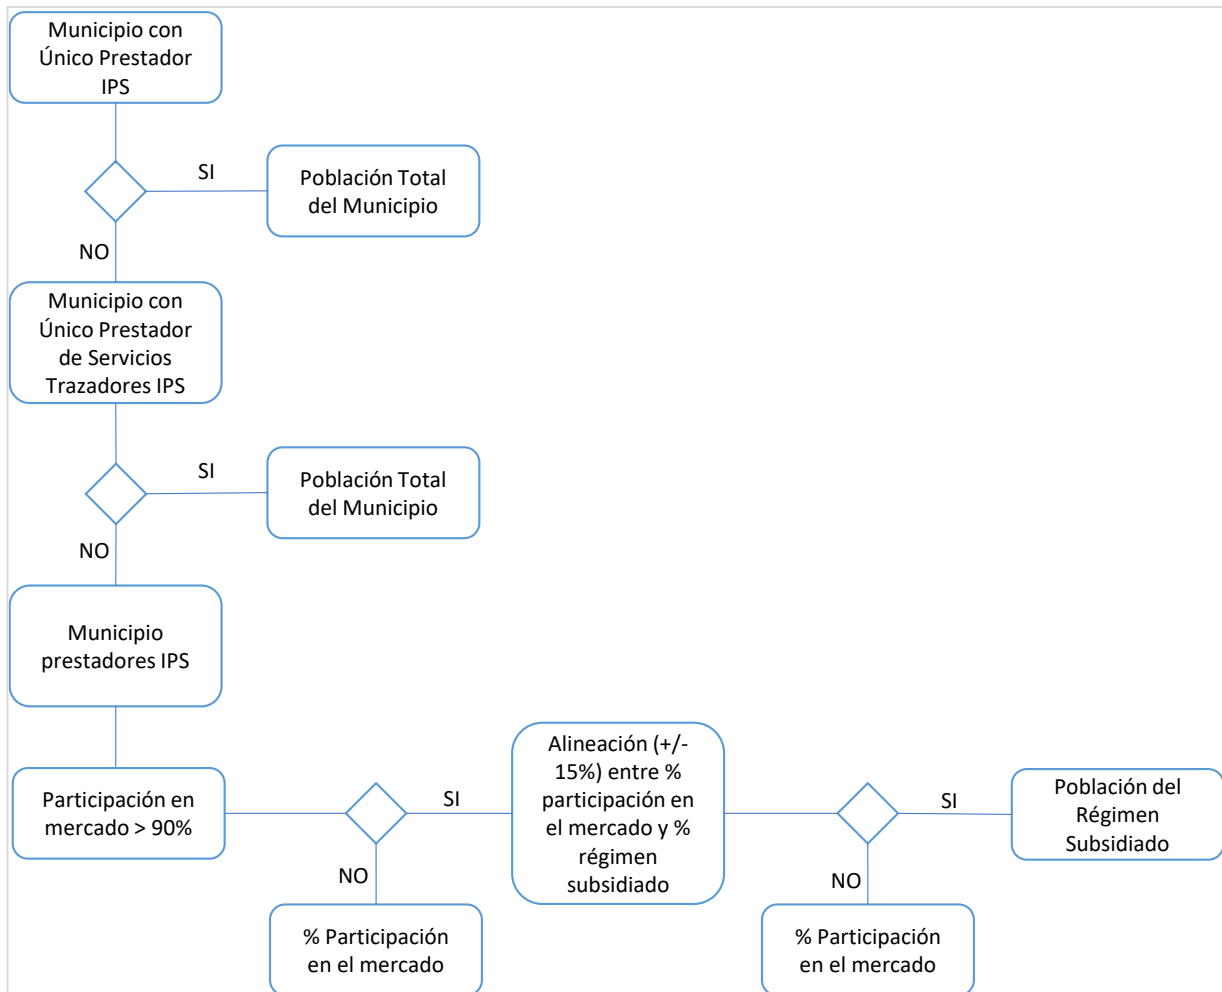 Municipio con
Único Prestador
IPS
SI
Población Total
del Municipio
NO
Municipio con
Único Prestador
de Servicios
Trazadores IPS
SI
Población Total
del Municipio
NO
Municipio
prestadores IPS
Participación en
mercado > 90%
SI
Alineación (+/-
15%) entre %
participación en
el mercado y %
régimen
subsidiado
SI
Población del
Régimen
Subsidiado
NO
% Participación
en el mercado
NO
% Participación
en el mercado